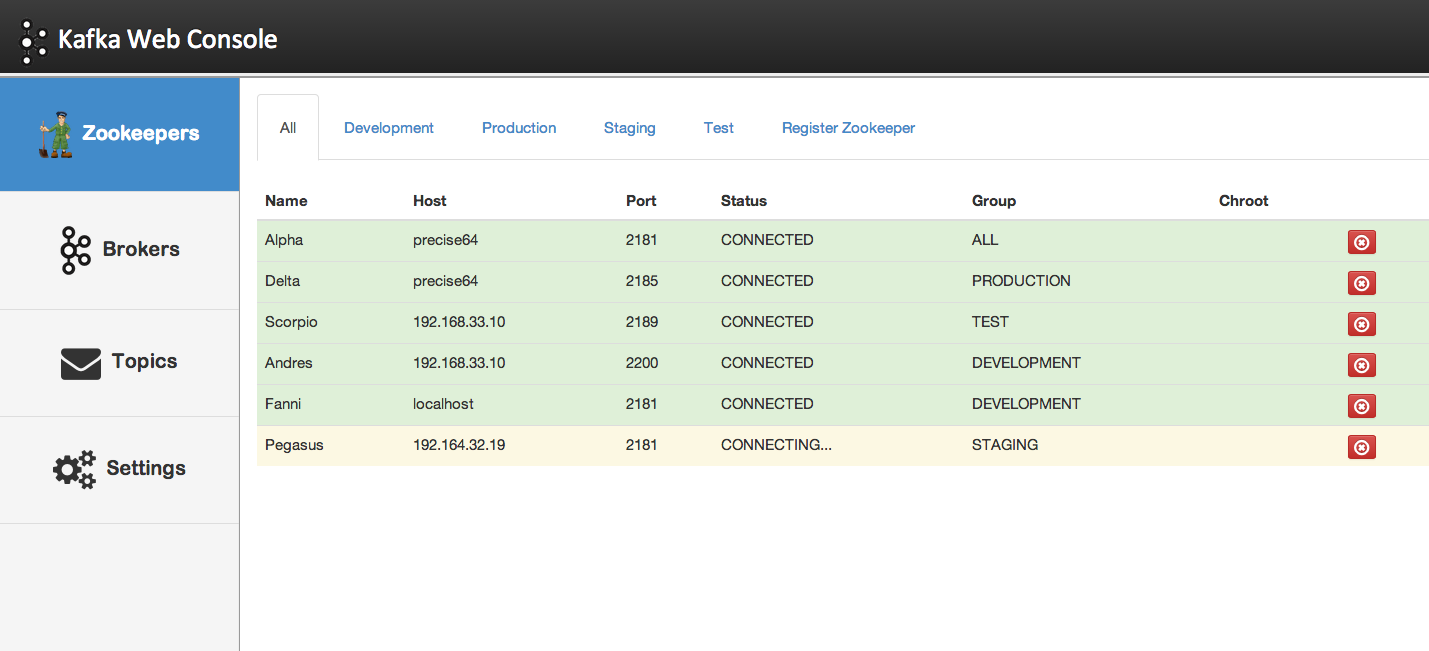 Kafka Web Console
Zookeepers
Brokers
Topics
Settings
All Development Production Staging Test Register Zookeeper
Name Host Port Status Group Chroot
Alpha precise64 2181 CONNECTED ALL
Delta precise64 2185 CONNECTED PRODUCTION
Scorpio 192.168.33.10 2189 CONNECTED TEST
Andres 192.168.33.10 2200 CONNECTED DEVELOPMENT
Fanni localhost 2181 CONNECTED DEVELOPMENT
Pegasus 192.164.32.19 2181 CONNECTING... STAGING